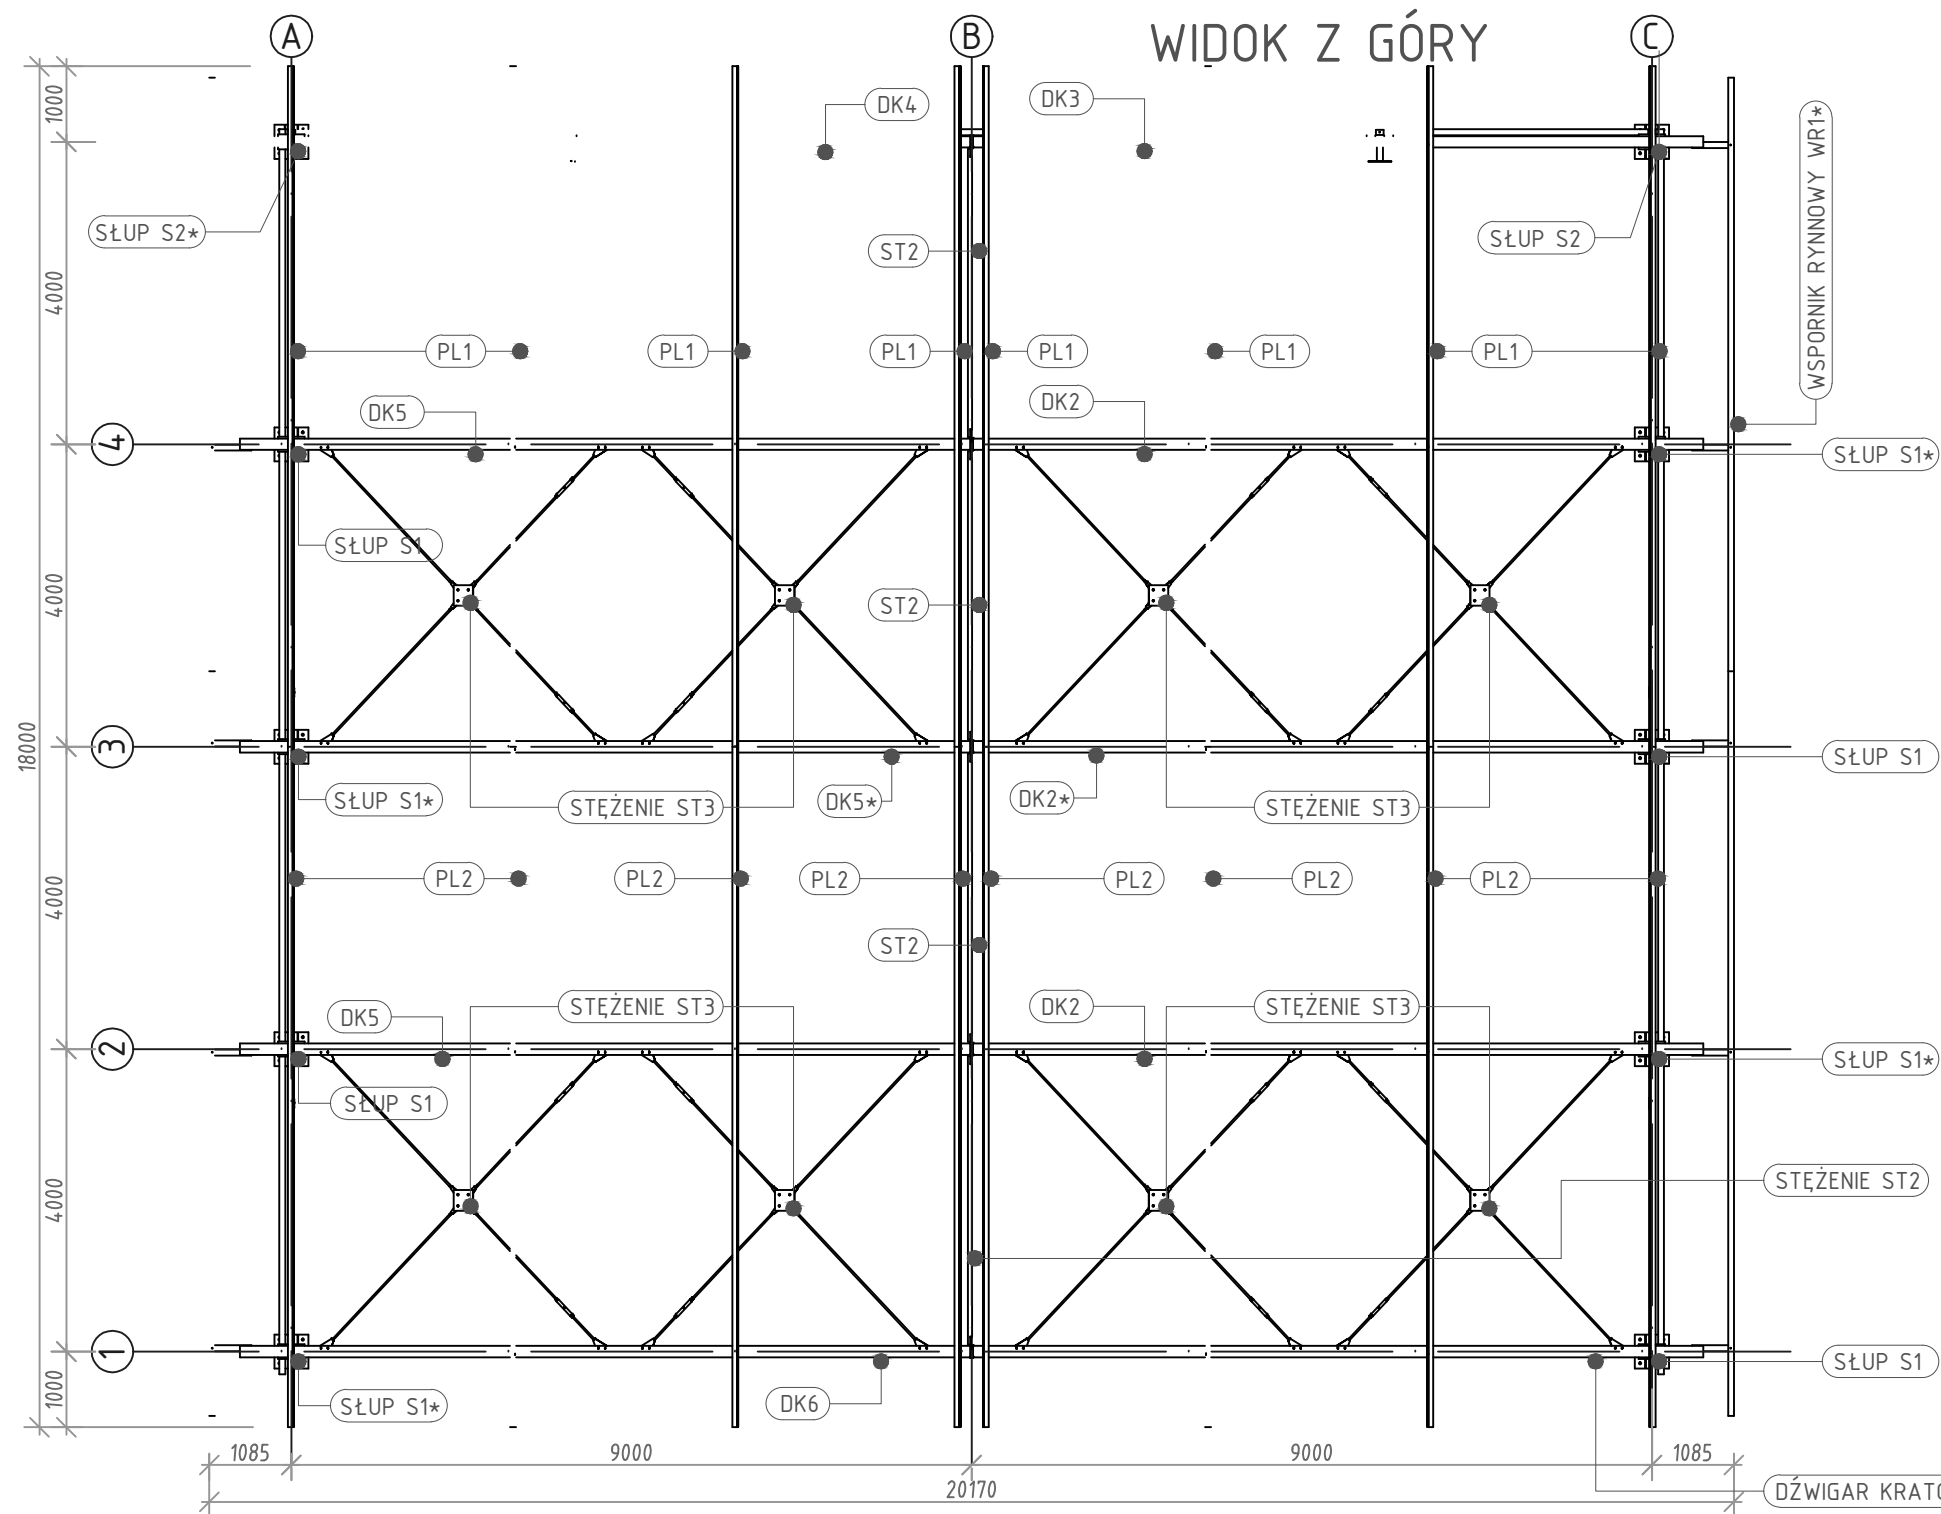 A
B
WIDOK Z GÓRY
C
1000
DK4
DK3
WSPORNIK RYNNOWY WR1*
SŁUP S2*
SŁUP S2
ST2
4000
PL1
PL1
PL1
PL1
PL1
PL1
DK5
DK2
4
SŁUP S1*
SŁUP S1
4000
ST2
18000
3
SŁUP S1
SŁUP S1*
STĘŻENIE ST3
DK5*
DK2*
STĘŻENIE ST3
4000
PL2
PL2
PL2
PL2
PL2
PL2
ST2
DK5
STĘŻENIE ST3
DK2
STĘŻENIE ST3
2
SŁUP S1*
SŁUP S1
STĘŻENIE ST2
4000
1
SŁUP S1
1000
SŁUP S1*
DK6
1085
9000
9000
1085
20170
DŹWIGAR